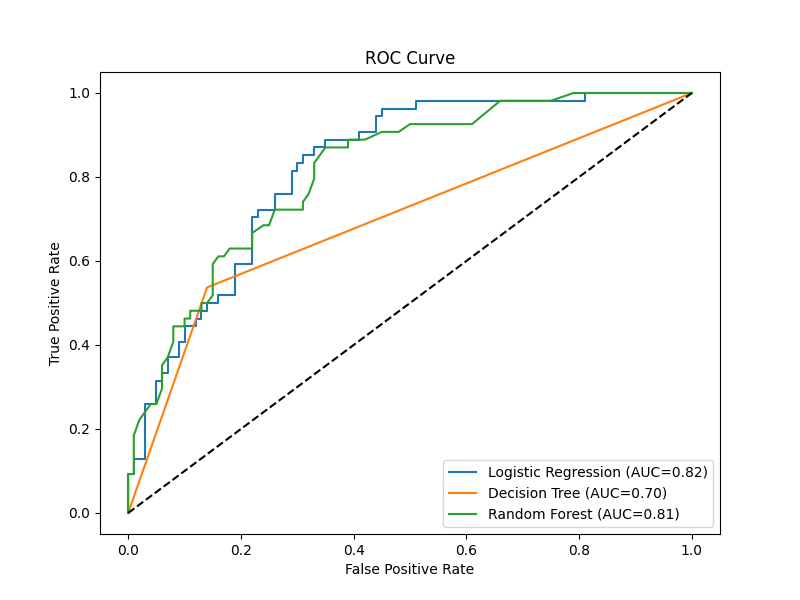 ROC Curve
True Positive Rate
1.0
0.8
0.6
0.4
0.2
0.0
0.0 0.2 0.4 0.6 0.8 1.0
False Positive Rate
Logistic Regression (AUC=0.82)
Decision Tree (AUC=0.70)
Random Forest (AUC=0.81)